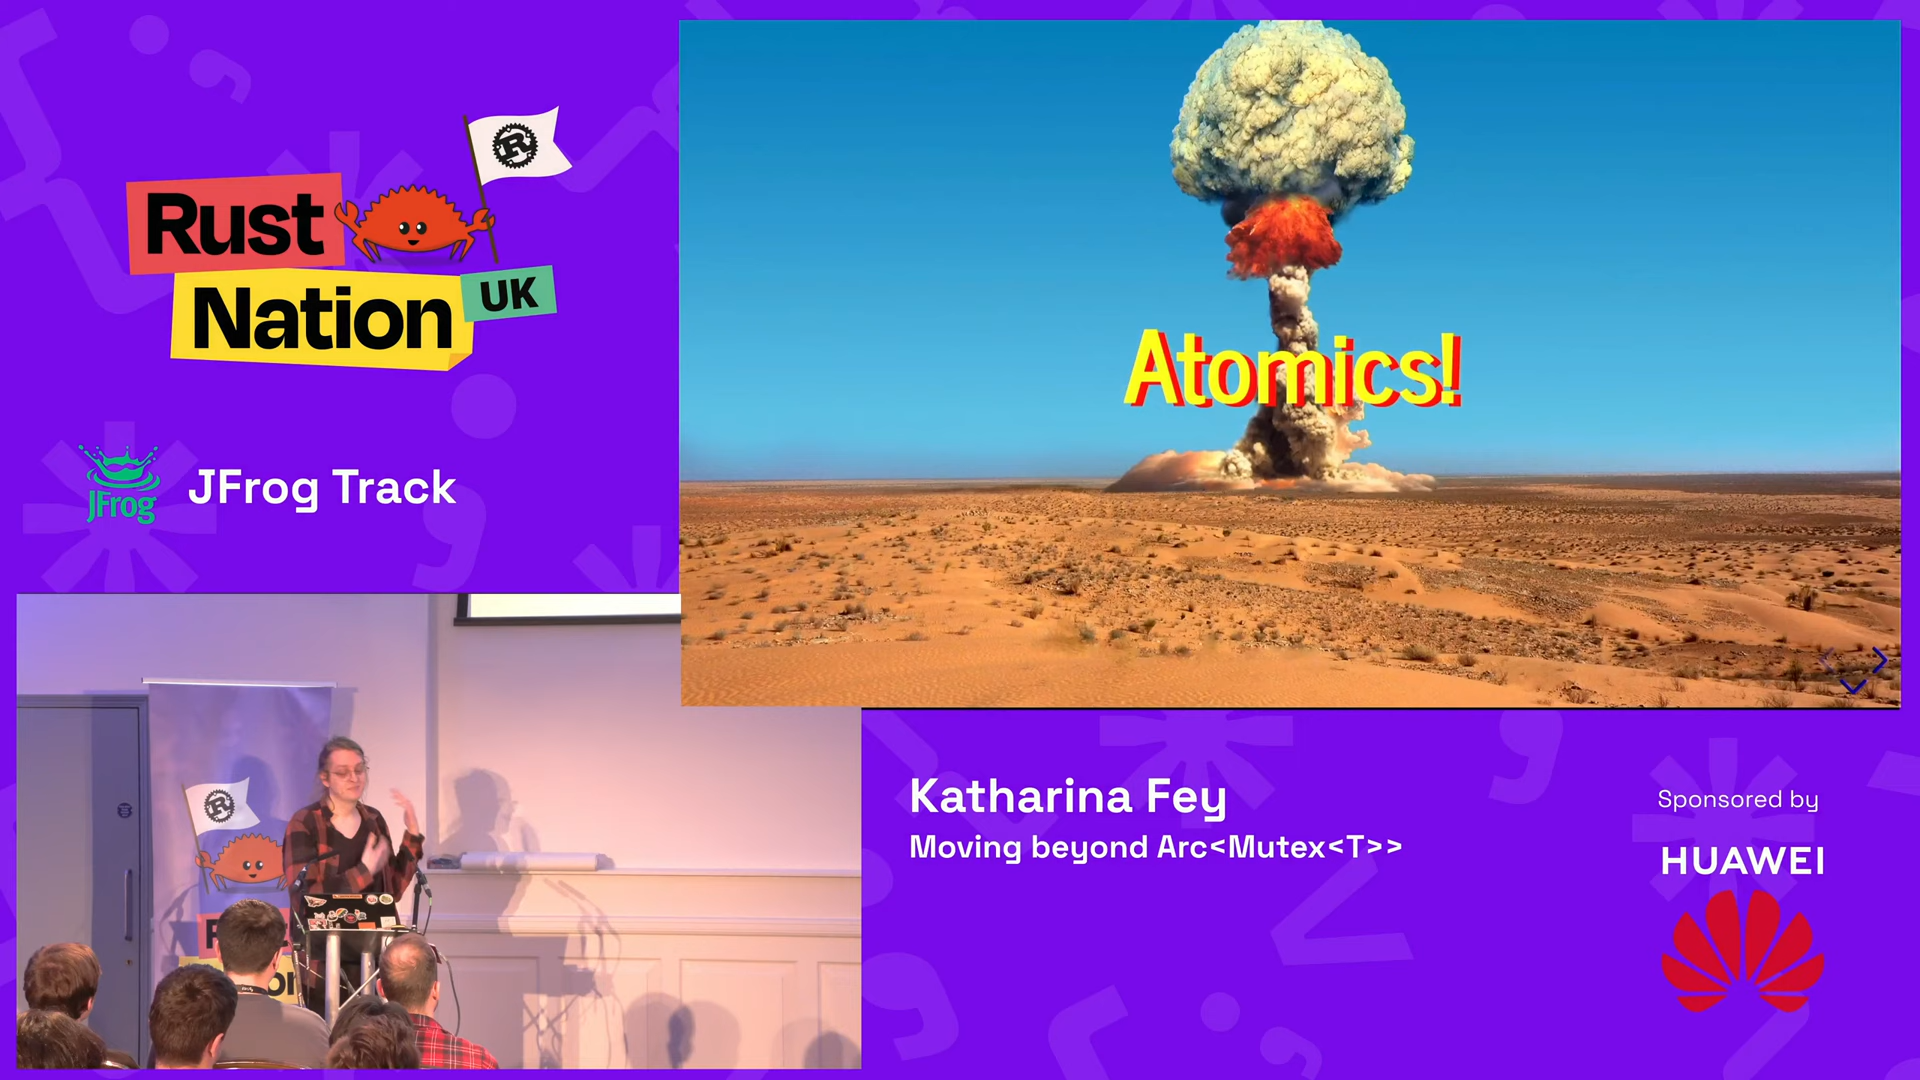 Rust
Nation
UK
R
JFrog
JFrog Track
Atomics!
R
Katharina Fey
Moving beyond Arc<Mutex<T>>
Sponsored by
HUAWEI